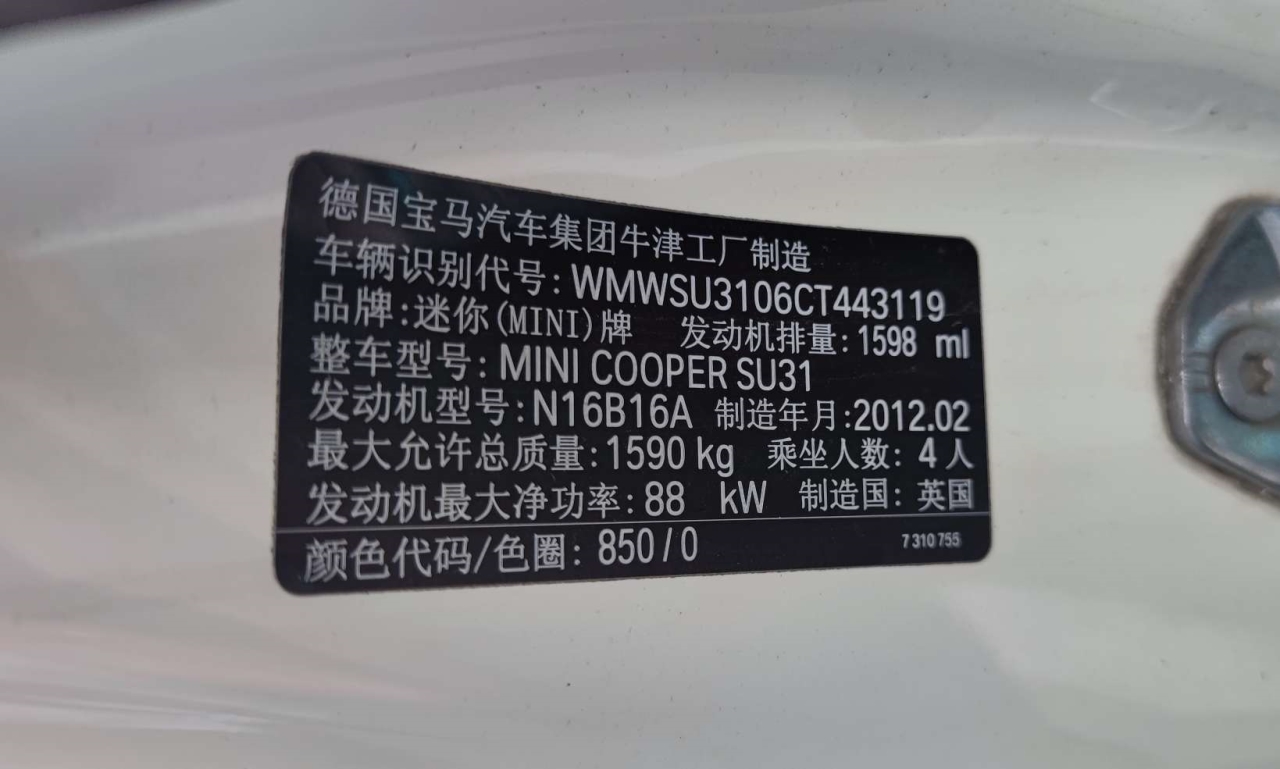 德国宝马汽车集团牛津工厂制造
车辆识别代号: WMWSU3106CT443119
品牌: 迷你(MINI)牌 发动机排量: 1598 ml
整车型号: MINI COOPER SU31
发动机型号: N16B16A 制造年月: 2012.02
最大允许总质量: 1590 kg 乘坐人数: 4人
发动机最大净功率: 88 kW 制造国: 英国
颜色代码/色圈: 850/0 7 310 755